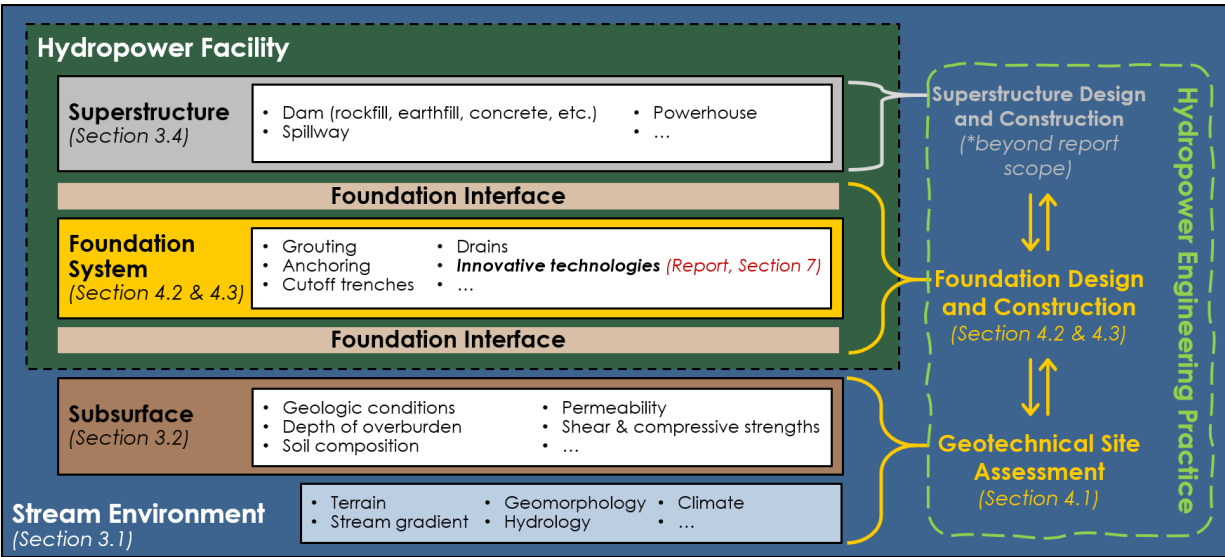 Hydropower Facility
Superstructure
(Section 3.4)
• Dam (rockfill, earthfill, concrete, etc.)
• Spillway
• Powerhouse
• …
Foundation Interface
Foundation
System
(Section 4.2 & 4.3)
• Grouting
• Anchoring
• Cutoff trenches
• Drains
• Innovative technologies (Report, Section 7)
• …
Foundation Interface
Subsurface
(Section 3.2)
• Geologic conditions
• Depth of overburden
• Soil composition
• Permeability
• Shear & compressive strengths
• …
Stream Environment
(Section 3.1)
• Terrain
• Stream gradient
• Geomorphology
• Hydrology
• Climate
• …
Superstructure Design
and Construction
(*beyond report
scope)
Foundation Design
and Construction
(Section 4.2 & 4.3)
Geotechnical Site
Assessment
(Section 4.1)
Hydropower Engineering Practice